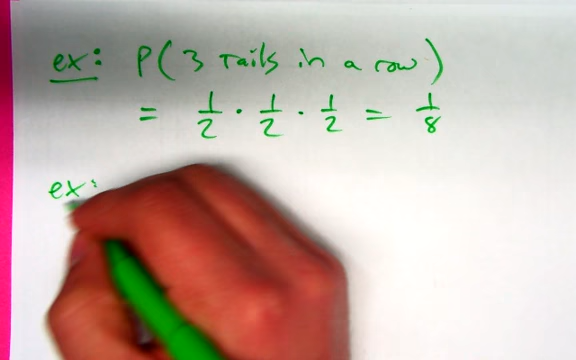 ex: P(3 tails in a row)
= 1/2 · 1/2 · 1/2 = 1/8
ex: